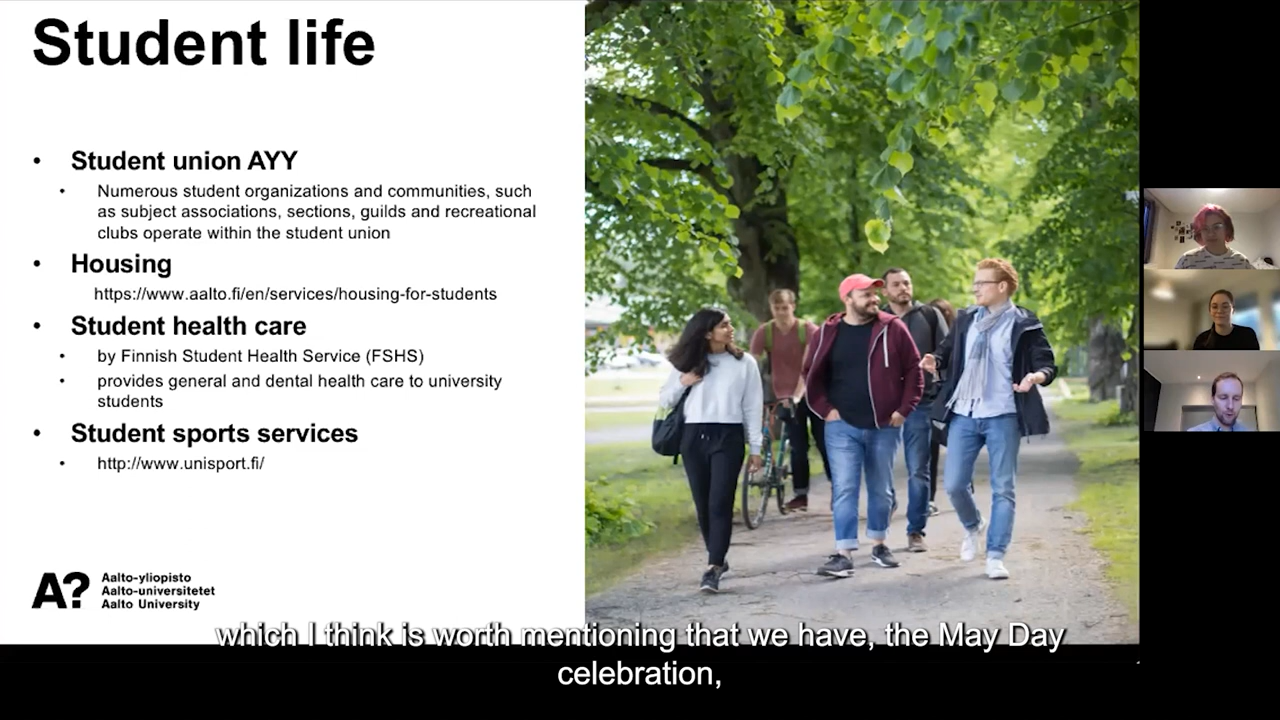 Student life
• Student union AYY
• Numerous student organizations and communities, such
as subject associations, sections, guilds and recreational
clubs operate within the student union
• Housing
https://www.aalto.fi/en/services/housing-for-students
• Student health care
• by Finnish Student Health Service (FSHS)
• provides general and dental health care to university
students
• Student sports services
• http://www.unisport.fi/
A?
Aalto-yliopisto
Aalto-universitetet
Aalto University
which I think is worth mentioning that we have, the May Day
celebration,